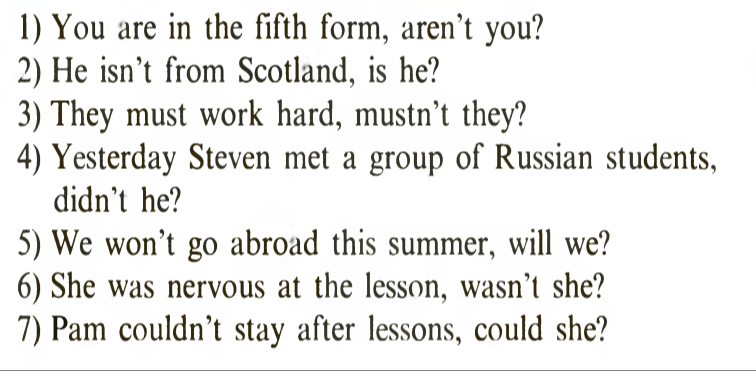 1) You are in the fifth form, aren’t you?
2) He isn’t from Scotland, is he?
3) They must work hard, mustn’t they?
4) Yesterday Steven met a group of Russian students,
didn’t he?
5) We won’t go abroad this summer, will we?
6) She was nervous at the lesson, wasn’t she?
7) Pam couldn’t stay after lessons, could she?